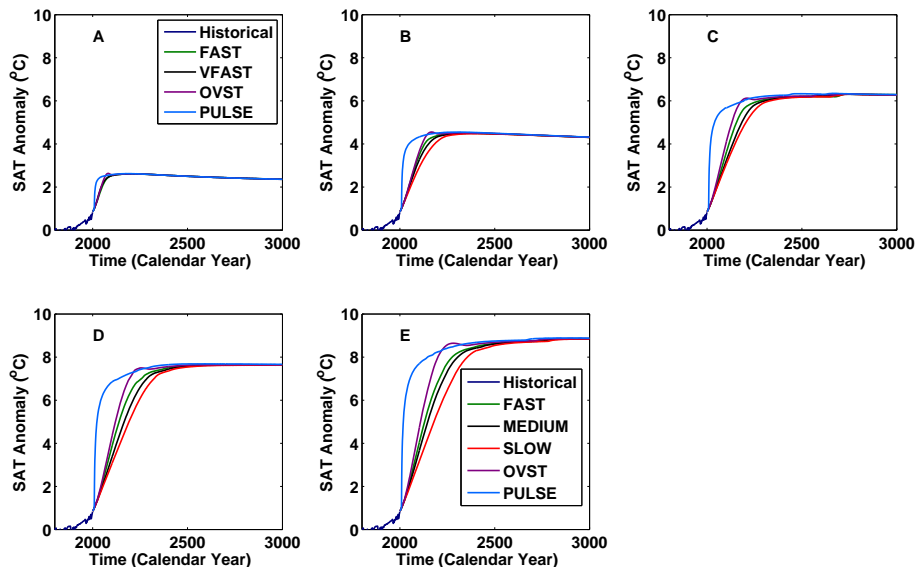 A
SAT Anomaly (°C)
10
8
6
4
2
0
2000
2500
3000
Time (Calendar Year)
Historical
FAST
VFAST
OVST
PULSE
B
SAT Anomaly (°C)
10
8
6
4
2
0
2000
2500
3000
Time (Calendar Year)
C
SAT Anomaly (°C)
10
8
6
4
2
0
2000
2500
3000
Time (Calendar Year)
D
SAT Anomaly (°C)
10
8
6
4
2
0
2000
2500
3000
Time (Calendar Year)
E
SAT Anomaly (°C)
10
8
6
4
2
0
2000
2500
3000
Time (Calendar Year)
Historical
FAST
MEDIUM
SLOW
OVST
PULSE